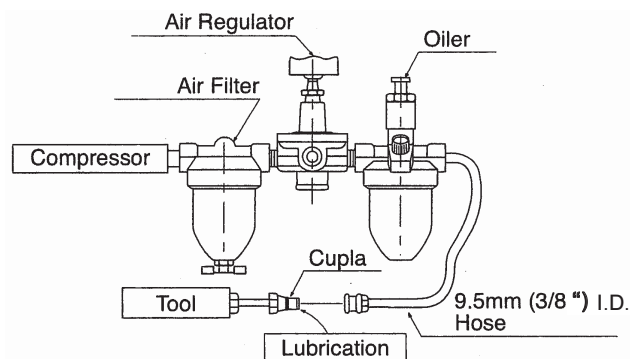 Air Regulator
Oiler
Air Filter
Compressor
Cupla
Tool
9.5mm (3/8 “) I.D.
Hose
Lubrication